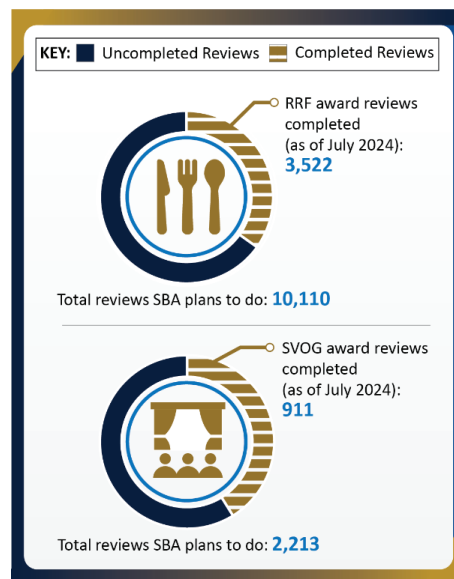 KEY: Uncompleted Reviews Completed Reviews
RRF award reviews
completed
(as of July 2024):
3,522
Total reviews SBA plans to do: 10,110
SVOG award reviews
completed
(as of July 2024):
911
Total reviews SBA plans to do: 2,213